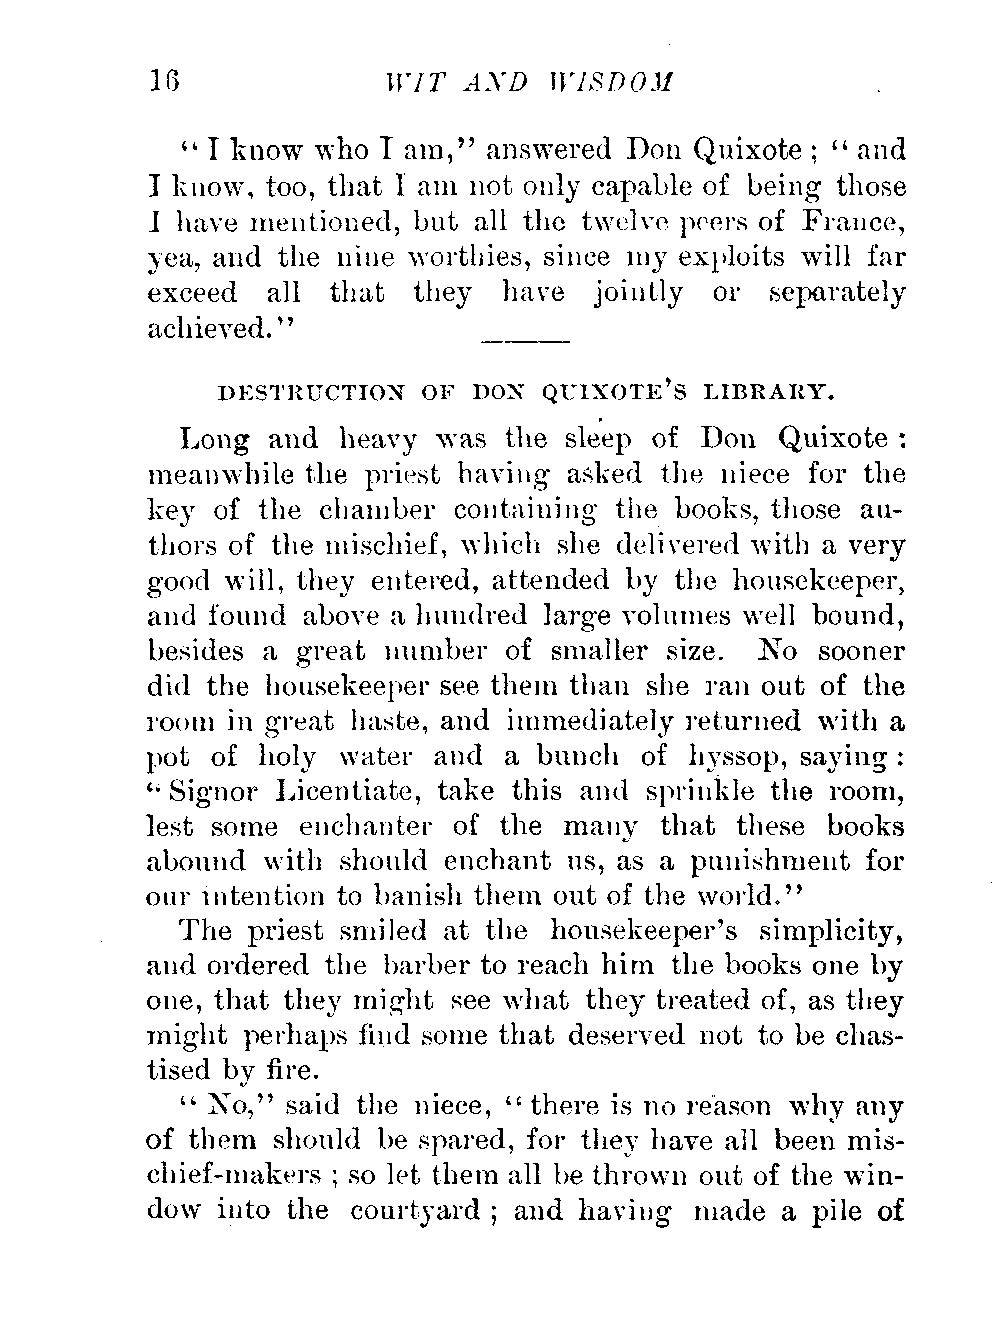 16 WIT AND WISDOM
“ I know who I am,” answered Don Quixote ; “ and
I know, too, that I am not only capable of being those
I have mentioned, but all the twelve peers of France,
yea, and the nine worthies, since my exploits will far
exceed all that they have jointly or separately
achieved.”
DESTRUCTION OF DON QUIXOTE’S LIBRARY.
Long and heavy was the sleep of Don Quixote :
meanwhile the priest having asked the niece for the
key of the chamber containing the books, those au-
thors of the mischief, which she delivered with a very
good will, they entered, attended by the housekeeper,
and found above a hundred large volumes well bound,
besides a great number of smaller size. No sooner
did the housekeeper see them than she ran out of the
room in great haste, and immediately returned with a
pot of holy water and a bunch of hyssop, saying :
“ Signor Licentiate, take this and sprinkle the room,
lest some enchanter of the many that these books
abound with should enchant us, as a punishment for
our intention to banish them out of the world.”
The priest smiled at the housekeeper’s simplicity,
and ordered the barber to reach him the books one by
one, that they might see what they treated of, as they
might perhaps find some that deserved not to be chas-
tised by fire.
“ No,” said the niece, “ there is no reason why any
of them should be spared, for they have all been mis-
chief-makers ; so let them all be thrown out of the win-
dow into the courtyard ; and having made a pile of